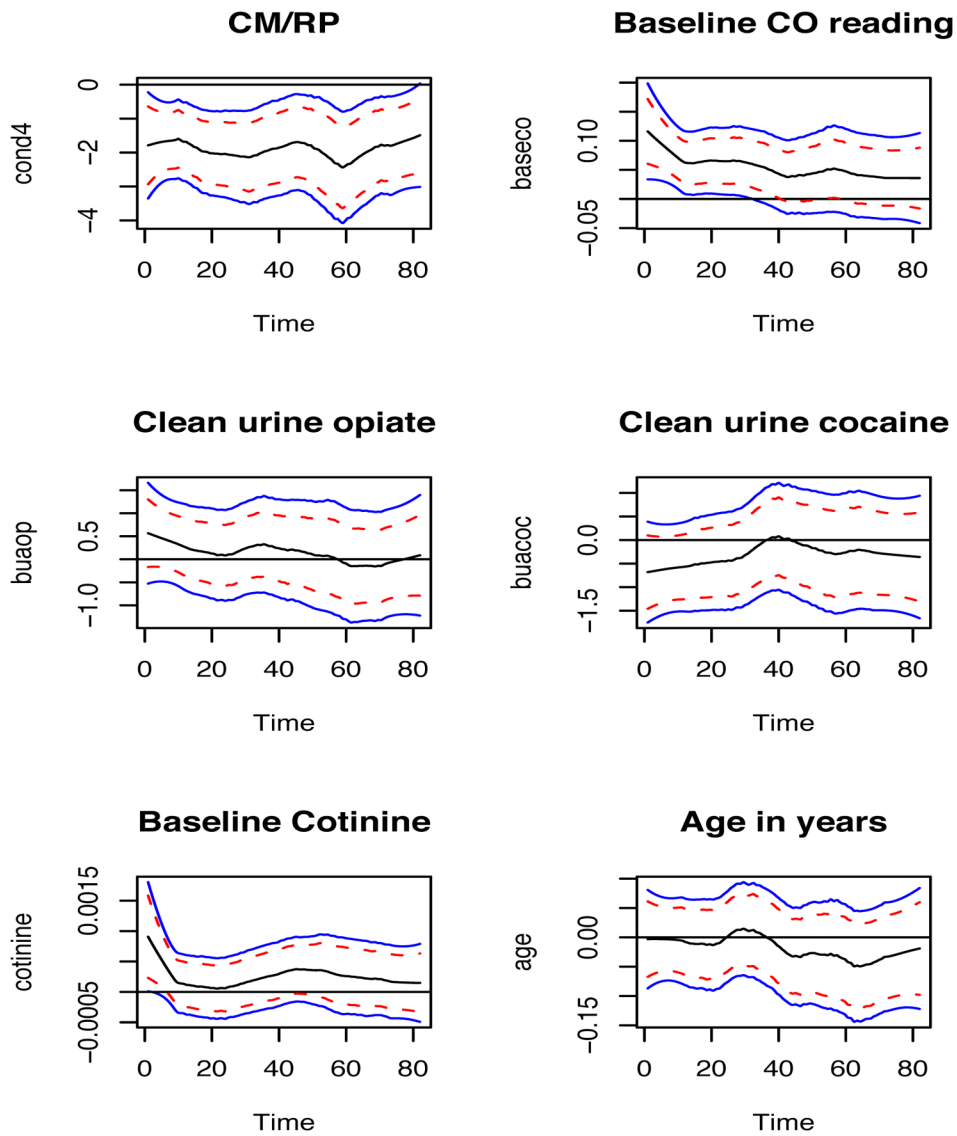 CM/RP
cond4
0
-2
-4
0 20 40 60 80
Time
Baseline CO reading
baseco
0.10
-0.05
0 20 40 60 80
Time
Clean urine opiate
buaop
0.5
-1.0
0 20 40 60 80
Time
Clean urine cocaine
buacoc
0.0
-1.5
0 20 40 60 80
Time
Baseline Cotinine
cotinine
0.0015
-0.0005
0 20 40 60 80
Time
Age in years
age
0.00
-0.15
0 20 40 60 80
Time